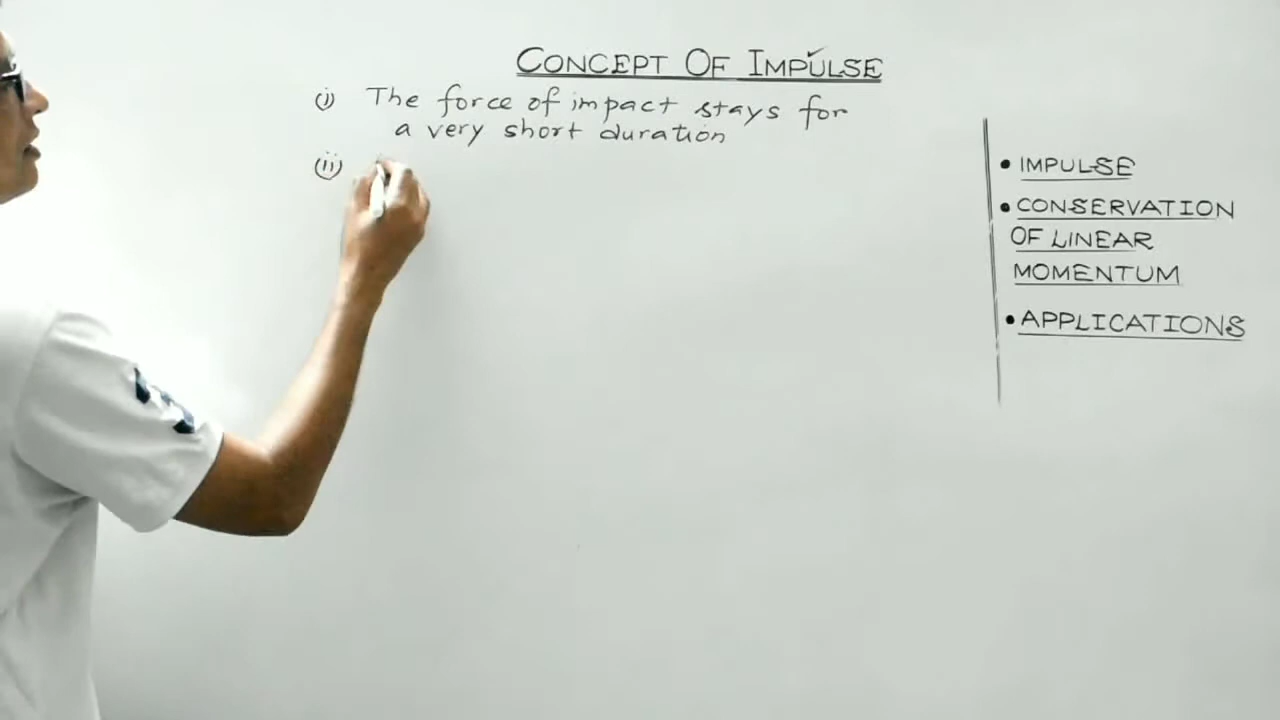 CONCEPT OF IMPULSE
(i) The force of impact stays for
a very short duration
(ii)
• IMPULSE
• CONSERVATION
OF LINEAR
MOMENTUM
• APPLICATIONS